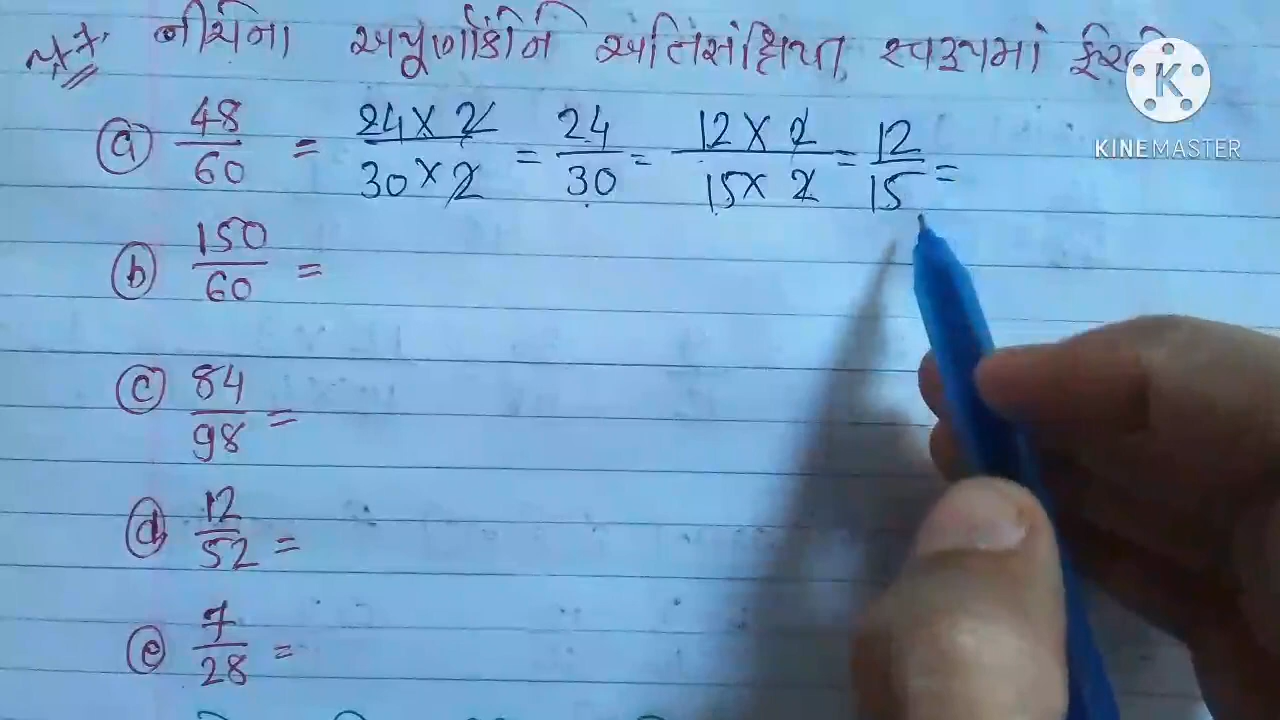 નીચેના અપૂર્ણાંકોને અતિસંક્ષિપ્ત સ્વરૂપમાં ફેરવો
K
KINEMASTER
(a) 48/60 = 24 × 2/30 × 2 = 24/30 = 12 × 2/15 × 2 = 12/15 =
(b) 150/60 =
(c) 84/98 =
(d) 12/52 =
(e) 7/28 =